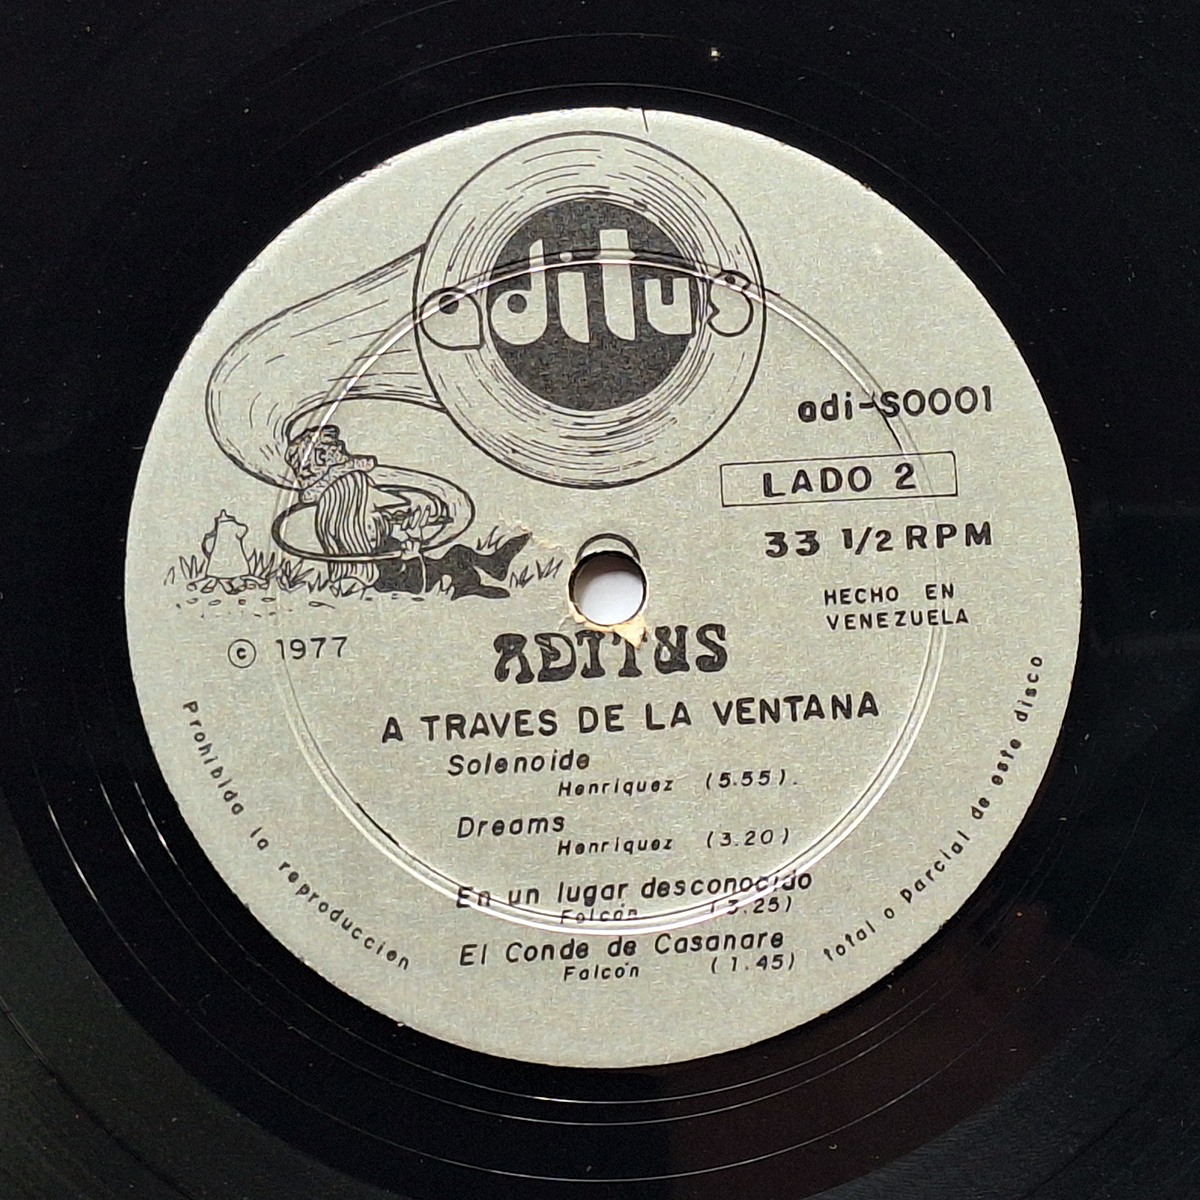 aditus
adi-S0001
LADO 2
33 1/2 RPM
HECHO EN
VENEZUELA
© 1977
ADITUS
A TRAVES DE LA VENTANA
Solenoide
Henriquez (5.55).
Dreams
Henriquez (3.20)
En un lugar desconocido
Falcón (3.25)
El Conde de Casanare
Falcón (1.45)
Prohibida la reproduccion total o parcial de este disco